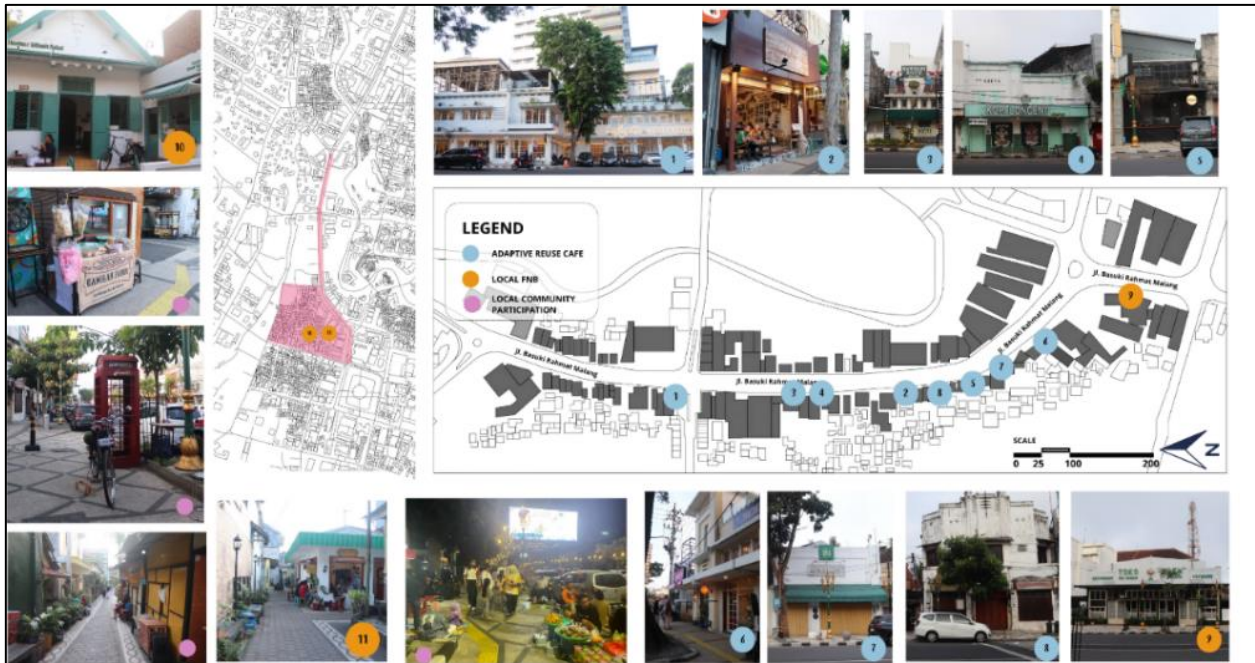 10
1
2
3
4
5
LEGEND
ADAPTIVE REUSE CAFE
LOCAL FNB
LOCAL COMMUNITY
PARTICIPATION
Jl. Basuki Rahmat Malang
9
Jl. Basuki Rahmat Malang
6
7
Jl. Basuki Rahmat Malang
Jl. Basuki Rahmat Malang
1
3
4
2
8
5
SCALE
0 25 100 200
N
11
6
7
8
TOKO
9